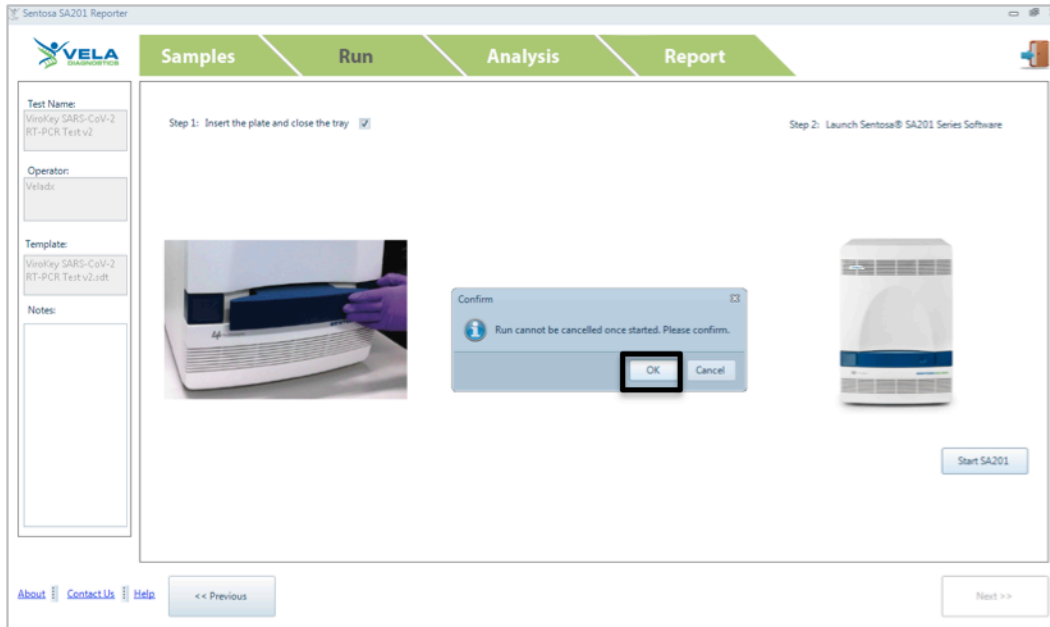 Sentosa SA201 Reporter
VELA
DIAGNOSTICS
Samples
Run
Analysis
Report
Test Name:
ViroKey SARS-CoV-2
RT-PCR Test v2
Operator:
Veladx
Template:
ViroKey SARS-CoV-2
RT-PCR Test v2.sdt
Notes:
Step 1: Insert the plate and close the tray
Step 2: Launch Sentosa® SA201 Series Software
Confirm
Run cannot be cancelled once started. Please confirm.
OK
Cancel
Start SA201
About
Contact Us
Help
<< Previous
Next >>